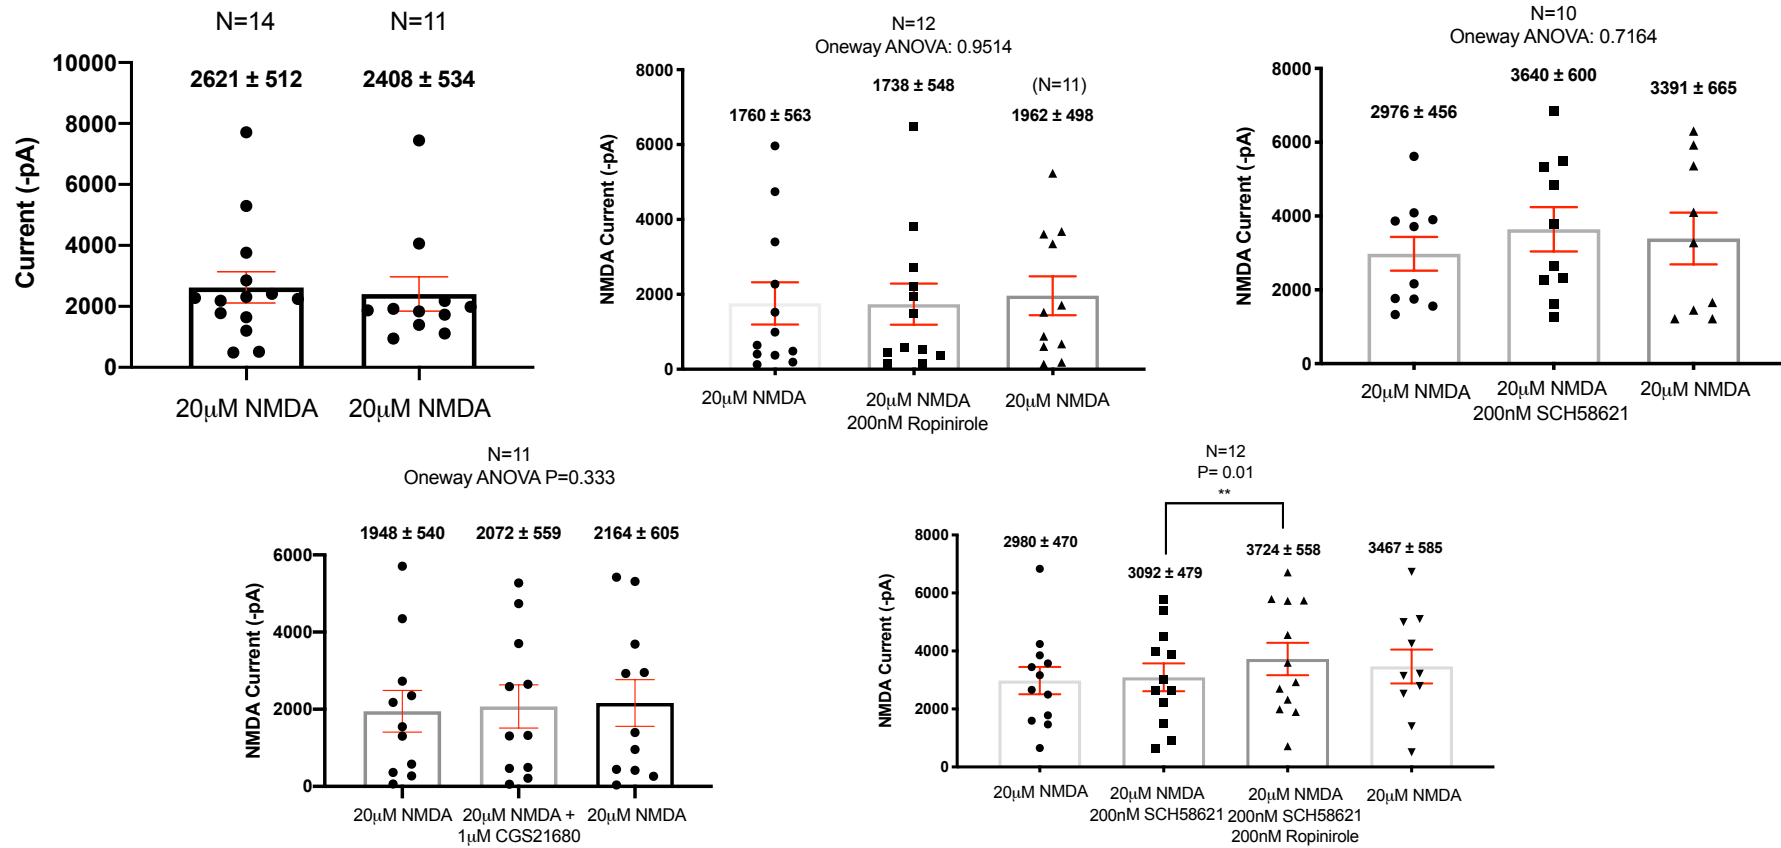 N=14
N=11
2621 ± 512
2408 ± 534
Current (-pA)
10000
8000
6000
4000
2000
0
20μM NMDA
20μM NMDA
N=12
Oneway ANOVA: 0.9514
1760 ± 563
1738 ± 548
(N=11)
1962 ± 498
NMDA Current (-pA)
8000
6000
4000
2000
0
20μM NMDA
20μM NMDA
200nM Ropinirole
20μM NMDA
N=10
Oneway ANOVA: 0.7164
2976 ± 456
3640 ± 600
3391 ± 665
NMDA Current (-pA)
8000
6000
4000
2000
0
20μM NMDA
20μM NMDA
200nM SCH58621
20μM NMDA
N=11
Oneway ANOVA P=0.333
1948 ± 540
2072 ± 559
2164 ± 605
NMDA Current (-pA)
6000
4000
2000
0
20μM NMDA
20μM NMDA +
1μM CGS21680
20μM NMDA
N=12
P= 0.01
**
2980 ± 470
3092 ± 479
3724 ± 558
3467 ± 585
NMDA Current (-pA)
8000
6000
4000
2000
0
20μM NMDA
20μM NMDA
200nM SCH58621
20μM NMDA
200nM SCH58621
200nM Ropinirole
20μM NMDA